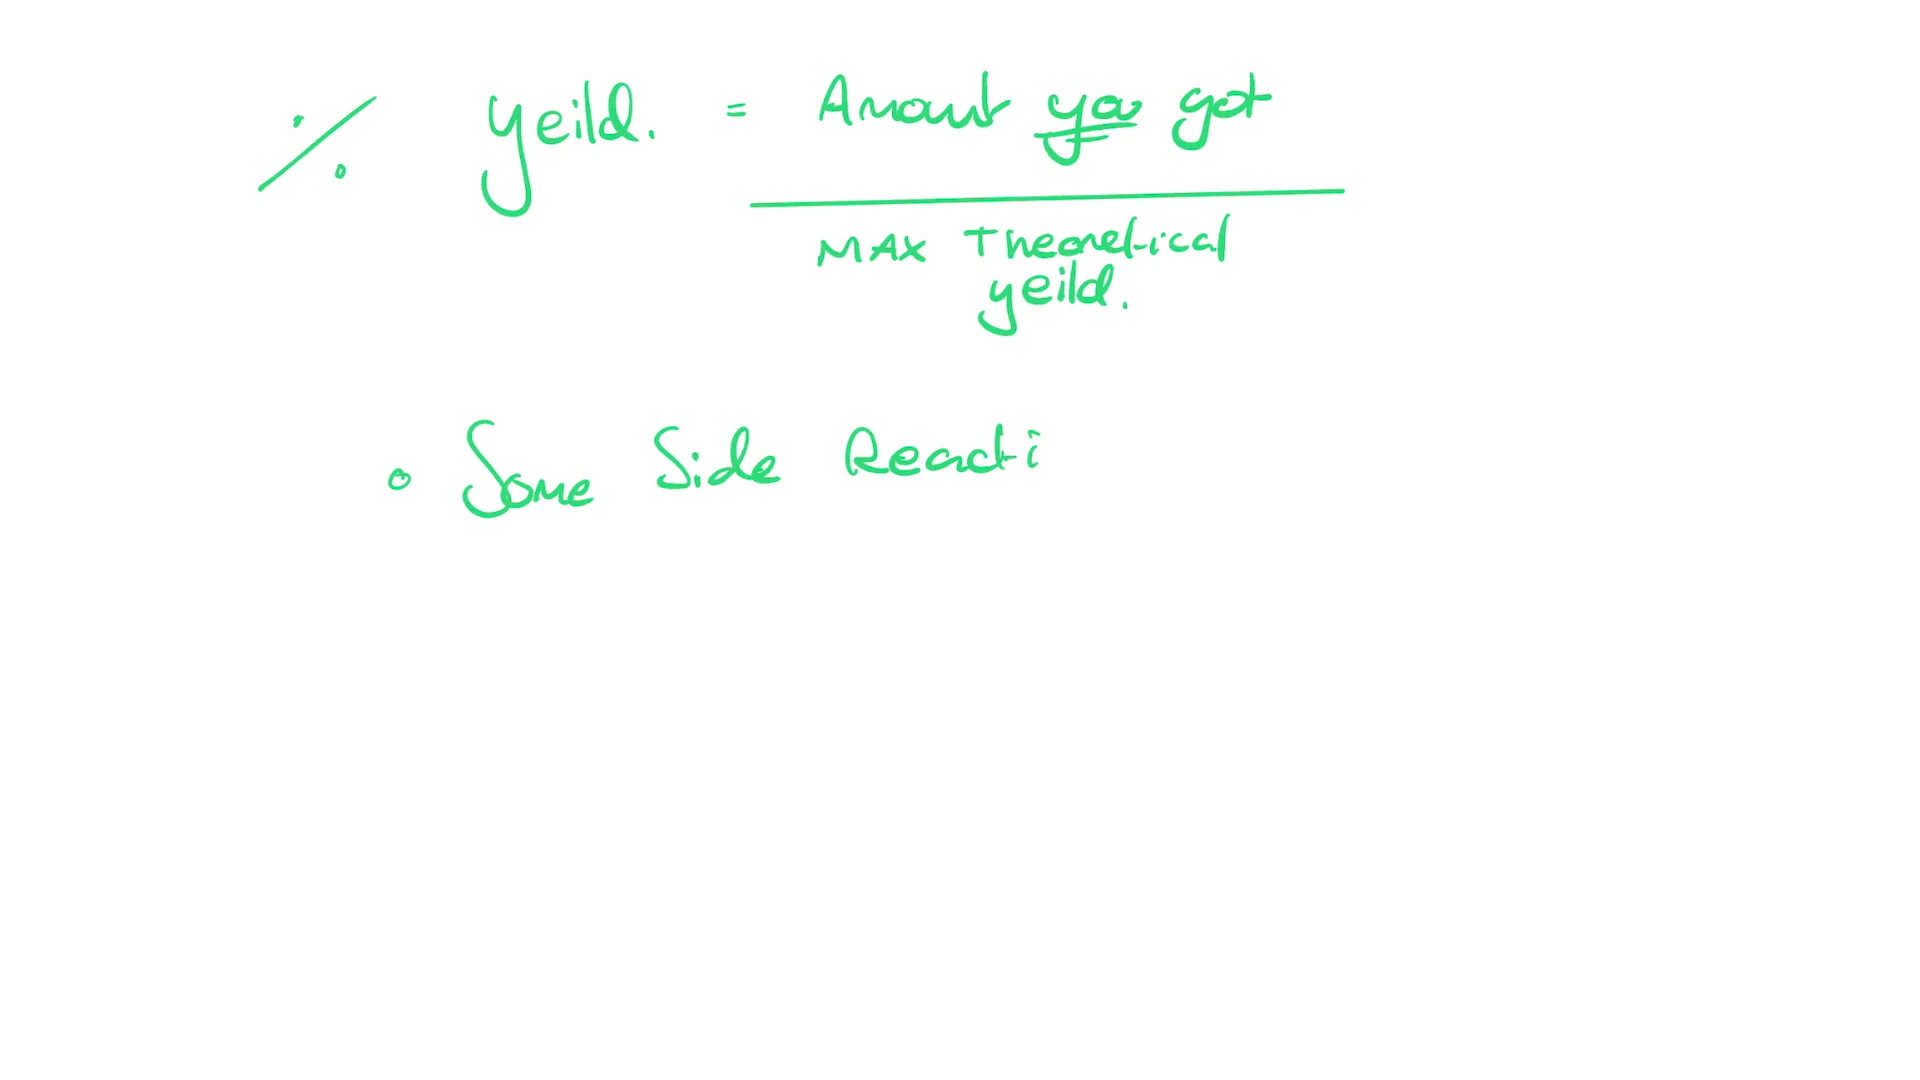 % yeild. = Amount you got
MAX Theoretical
yeild.
Some Side Reacti